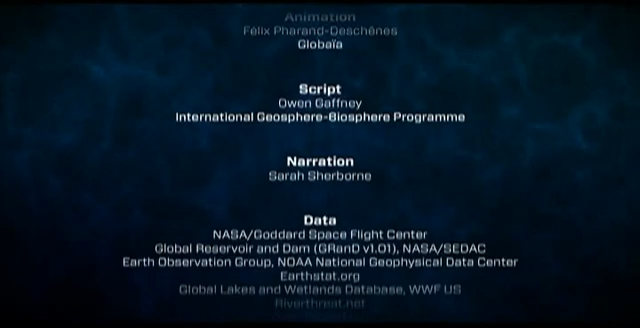 Animation
Félix Pharand-Deschênes
Globaïa
Script
Owen Gaffney
International Geosphere-Biosphere Programme
Narration
Sarah Sherborne
Data
NASA/Goddard Space Flight Center
Global Reservoir and Dam (GRanD v1.01), NASA/SEDAC
Earth Observation Group, NOAA National Geophysical Data Center
Earthstat.org
Global Lakes and Wetlands Database, WWF US
Riverthreat.net